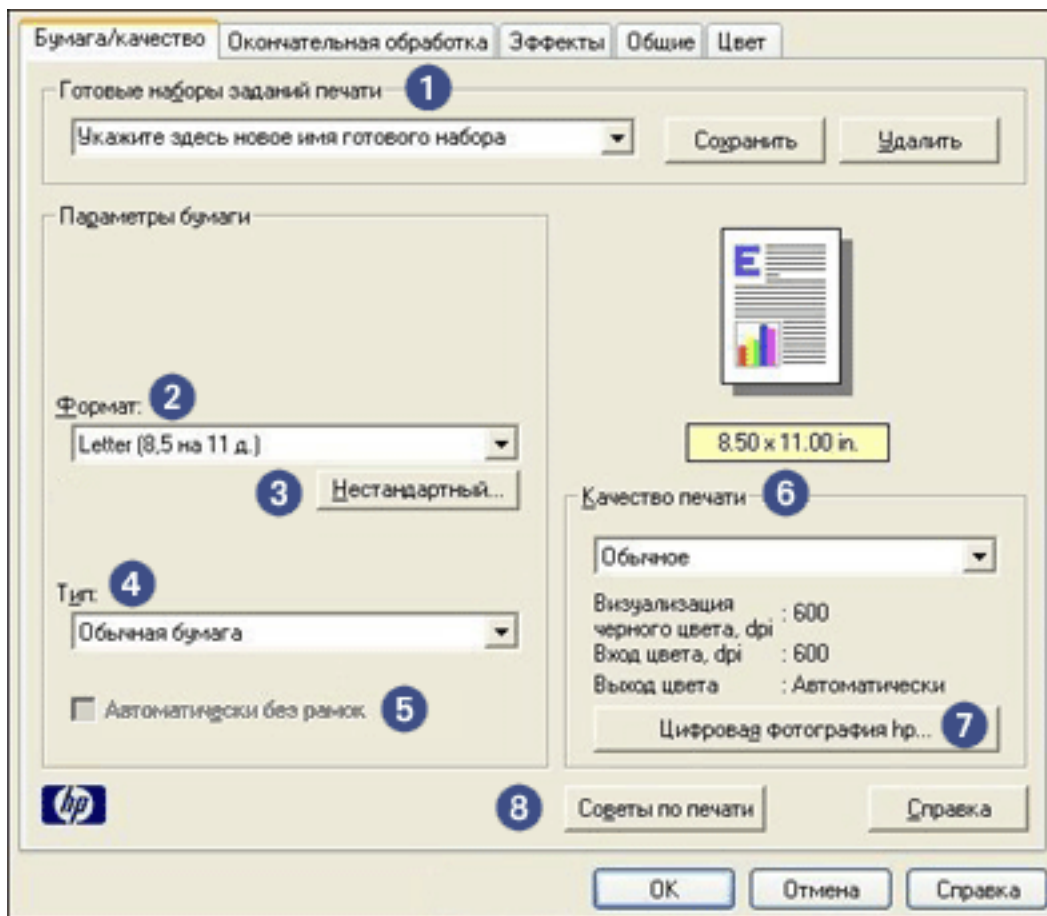 Бумага/качество Окончательная обработка Эффекты Общие Цвет
Готовые наборы заданий печати 1
Укажите здесь новое имя готового набора Сохранить Удалить
Параметры бумаги
E
Формат: 2
Letter (8,5 на 11 д.)
8.50 x 11.00 in.
3 Нестандартный...
Качество печати 6
Обычное
Тип: 4
Обычная бумага
Визуализация
черного цвета, dpi : 600
Вход цвета, dpi : 600
Выход цвета : Автоматически
Автоматически без рамок 5
Цифровая фотография hp... 7
hp
8 Советы по печати Справка
OK Отмена Справка